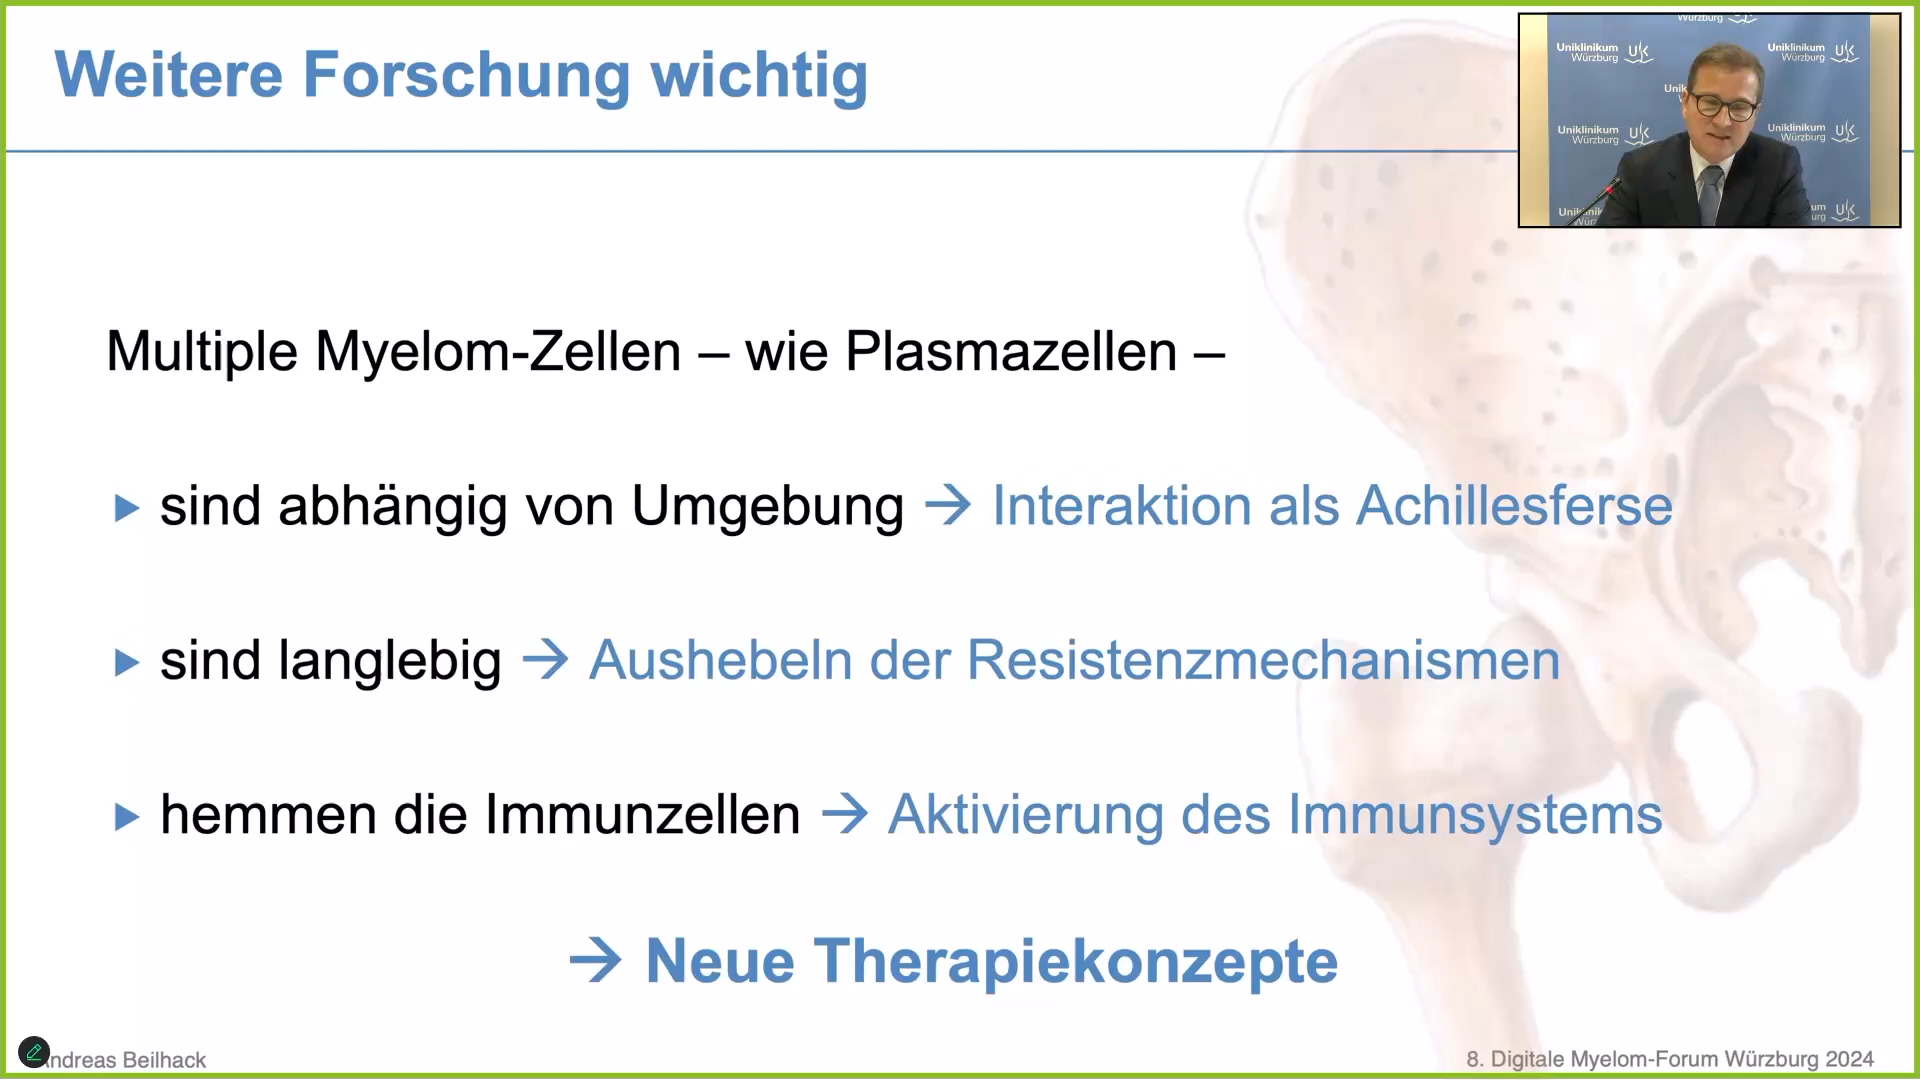 Weitere Forschung wichtig
Würzburg
Uniklinikum
Würzburg
Uniklinikum
Würzburg
Uniklinikum
Würzburg
Uniklinikum
Würzburg
Multiple Myelom-Zellen – wie Plasmazellen –
▶ sind abhängig von Umgebung → Interaktion als Achillesferse
▶ sind langlebig → Aushebeln der Resistenzmechanismen
▶ hemmen die Immunzellen → Aktivierung des Immunsystems
→ Neue Therapiekonzepte
ndreas Beilhack
8. Digitale Myelom-Forum Würzburg 2024